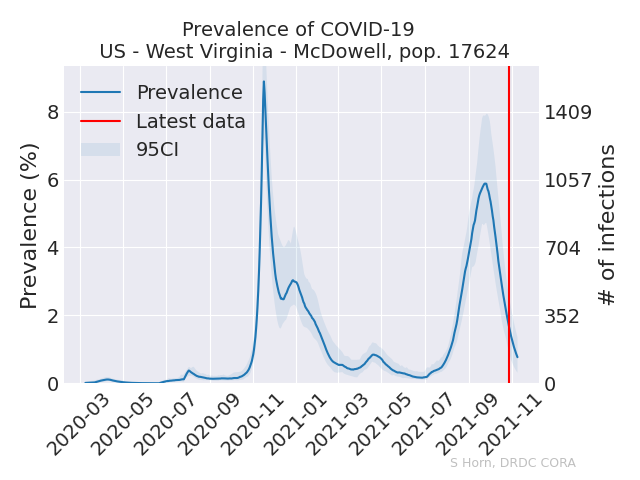 Prevalence of COVID-19
US - West Virginia - McDowell, pop. 17624
Prevalence
Latest data
95CI
Prevalence (%)
8
6
4
2
0
1409
1057
704
352
0
# of infections
2020-03
2020-05
2020-07
2020-09
2020-11
2021-01
2021-03
2021-05
2021-07
2021-09
2021-11
S Horn, DRDC CORA